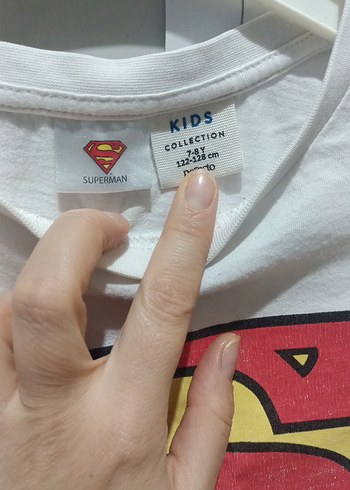 SUPERMAN
KIDS
COLLECTION
7-8 Y
122-128 cm